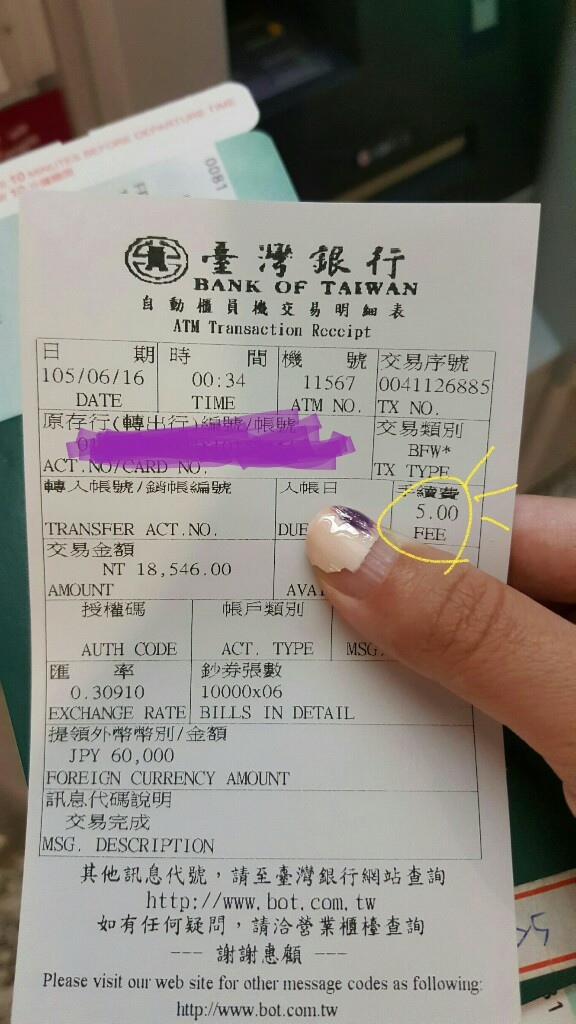 10 MINUTES BEFORE DEPARTURE TIME
0081
臺灣銀行
BANK OF TAIWAN
自動櫃員機交易明細表
ATM Transaction Receipt
日 期 時 間 機 號 交易序號
105/06/16 00:34 11567 0041126885
DATE TIME ATM NO. TX NO.
原存行(轉出行)編號/帳號 交易類別
BFW*
ACT.NO/CARD NO. TX TYPE
轉入帳號/銷帳編號 入帳日 手續費
5.00
TRANSFER ACT.NO. DUE FEE
交易金額
NT 18,546.00
AMOUNT AVA
授權碼 帳戶類別
AUTH CODE ACT. TYPE MSG.
匯 率 鈔券張數
0.30910 10000x06
EXCHANGE RATE BILLS IN DETAIL
提領外幣幣別/金額
JPY 60,000
FOREIGN CURRENCY AMOUNT
訊息代碼說明
交易完成
MSG. DESCRIPTION
其他訊息代號，請至臺灣銀行網站查詢
http://www.bot.com.tw
如有任何疑問，請洽營業櫃檯查詢
--- 謝謝惠顧 ---
Please visit our web site for other message codes as following:
http://www.bot.com.tw